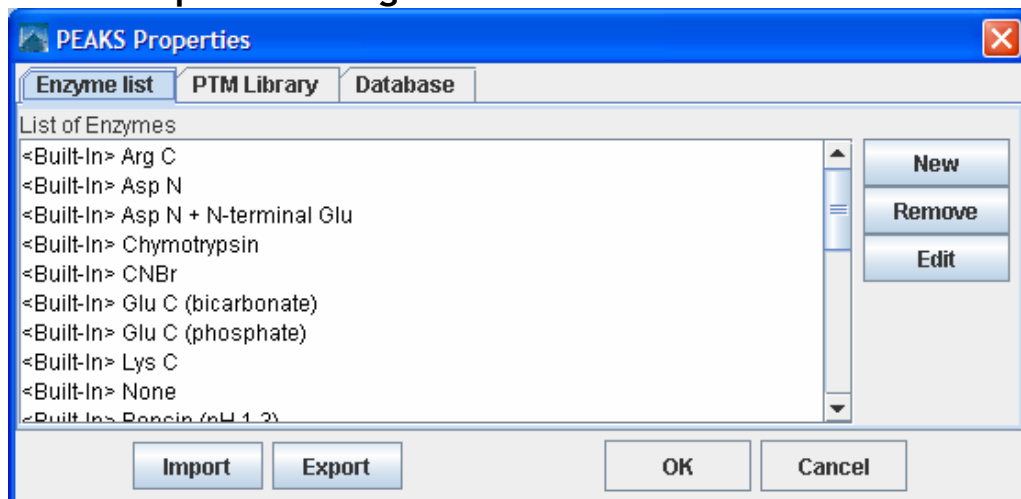 PEAKS Properties
Enzyme list PTM Library Database
List of Enzymes
<Built-In> Arg C
<Built-In> Asp N
<Built-In> Asp N + N-terminal Glu
<Built-In> Chymotrypsin
<Built-In> CNBr
<Built-In> Glu C (bicarbonate)
<Built-In> Glu C (phosphate)
<Built-In> Lys C
<Built-In> None
<Built-In>
New
Remove
Edit
Import Export OK Cancel